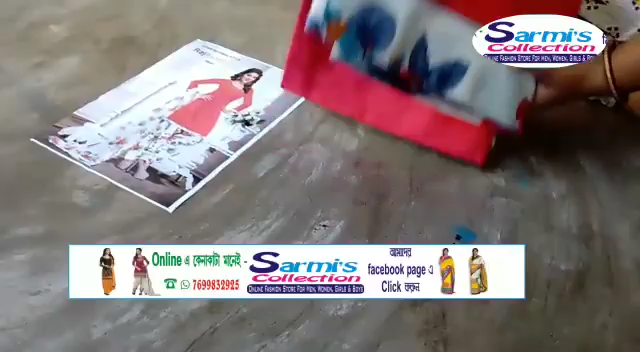 Sarmi's
Collection
ONLINE FASHION STORE FOR MEN, WOMEN, GIRLS & BOYS
Online এ কেনাকাটা মানেই -
7699832925
Sarmi's
Collection
ONLINE FASHION STORE FOR MEN, WOMEN, GIRLS & BOYS
আমাদের
facebook page এ
Click করুন